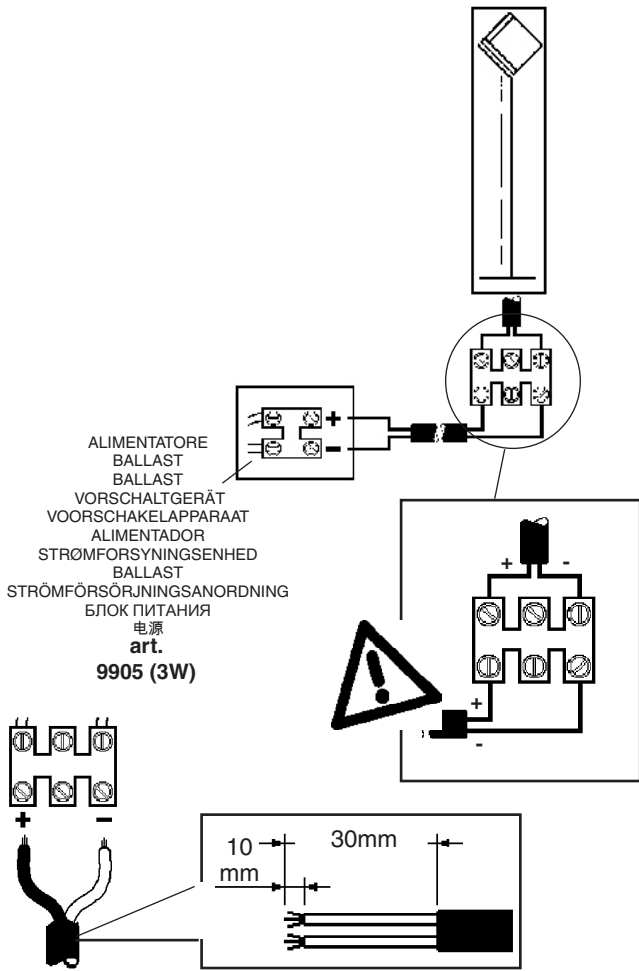 +
-
ALIMENTATORE
BALLAST
BALLAST
VORSCHALTGERÄT
VOORSCHAKELAPPARAAT
ALIMENTADOR
STRØMFORSYNINGSENHED
BALLAST
STRÖMFÖRSÖRJNINGSANORDNING
БЛОК ПИТАНИЯ
电源
art.
9905 (3W)
+ -
+
-
+ -
10
mm
30mm